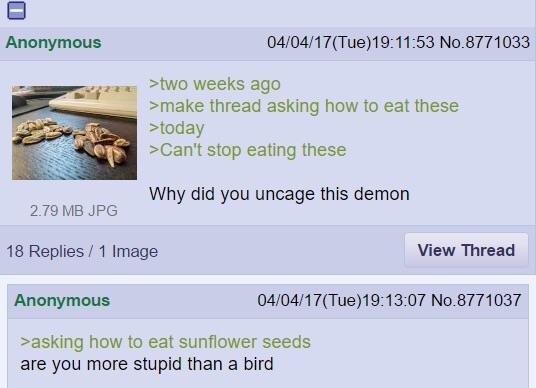 Anonymous 04/04/17(Tue)19:11:53 No.8771033
>two weeks ago
>make thread asking how to eat these
>today
>Can't stop eating these
Why did you uncage this demon
2.79 MB JPG
18 Replies / 1 Image View Thread
Anonymous 04/04/17(Tue)19:13:07 No.8771037
>asking how to eat sunflower seeds
are you more stupid than a bird